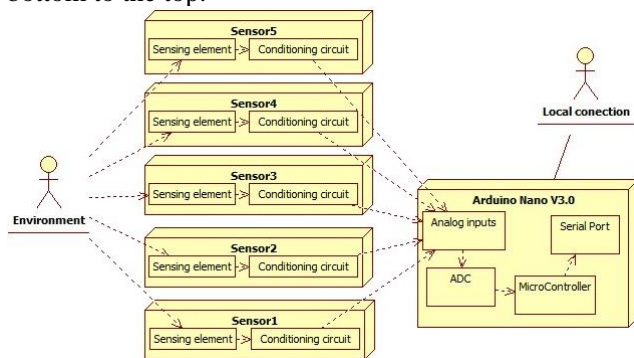 bottom to the top.
Sensor5
Sensing element
Conditioning circuit
Sensor4
Sensing element
Conditioning circuit
Local conection
Sensor3
Sensing element
Conditioning circuit
Environment
Arduino Nano V3.0
Analog inputs
Serial Port
Sensor2
Sensing element
Conditioning circuit
ADC
MicroController
Sensor1
Sensing element
Conditioning circuit